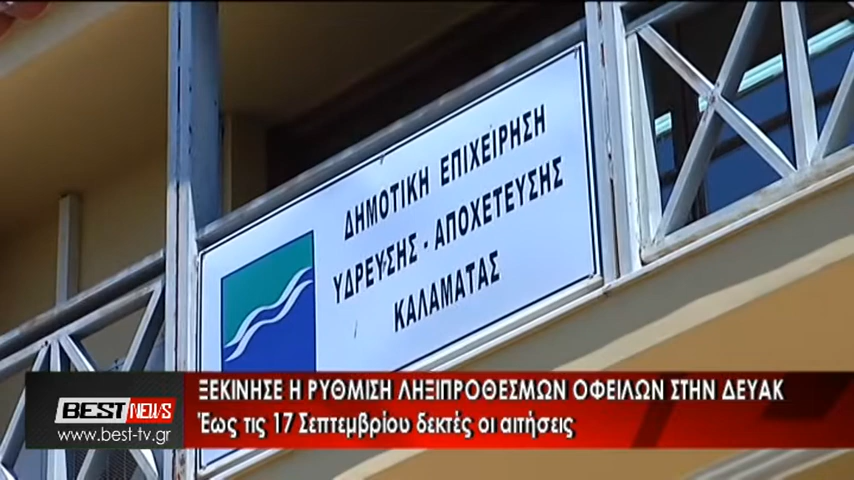 ΔΗΜΟΤΙΚΗ ΕΠΙΧΕΙΡΗΣΗ
ΥΔΡΕΥΣΗΣ - ΑΠΟΧΕΤΕΥΣΗΣ
ΚΑΛΑΜΑΤΑΣ
ΞΕΚΙΝΗΣΕ Η ΡΥΘΜΙΣΗ ΛΗΞΙΠΡΟΘΕΣΜΩΝ ΟΦΕΙΛΩΝ ΣΤΗΝ ΔΕΥΑΚ
Έως τις 17 Σεπτεμβρίου δεκτές οι αιτήσεις
BEST NEWS
www.best-tv.gr